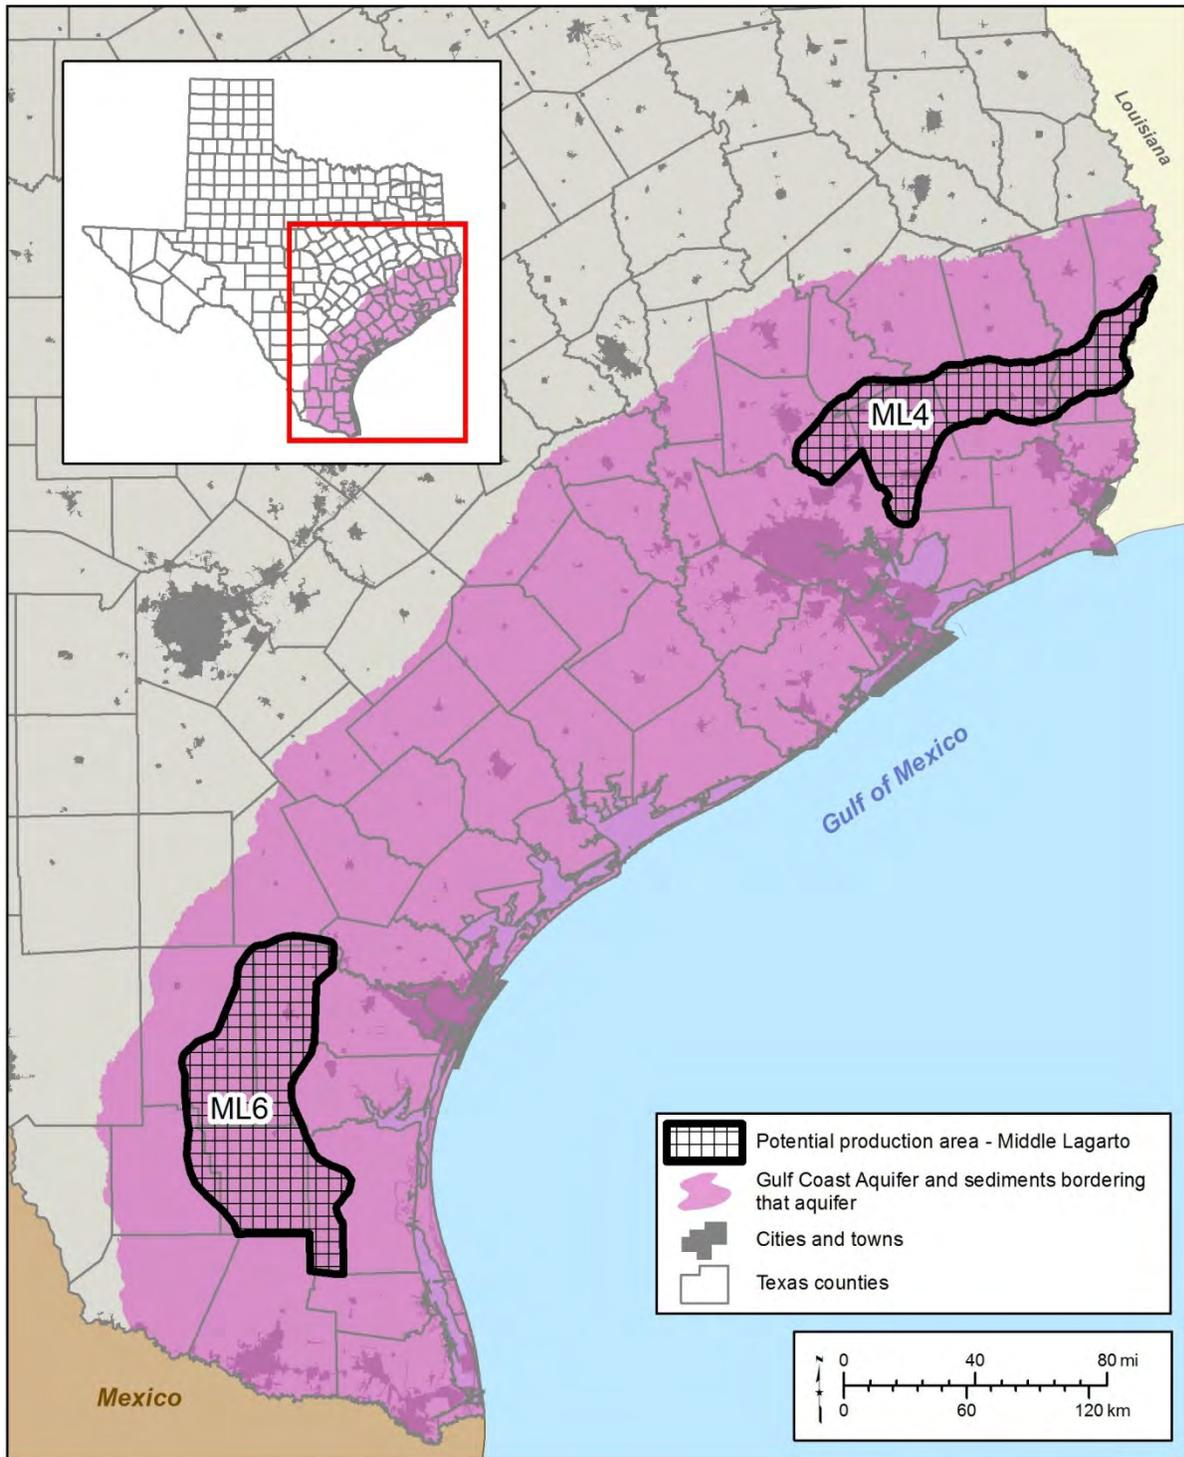 Louisiana
ML4
Gulf of Mexico
ML6
Mexico
Potential production area - Middle Lagarto
Gulf Coast Aquifer and sediments bordering
that aquifer
Cities and towns
Texas counties
N
0 40 80 mi
0 60 120 km